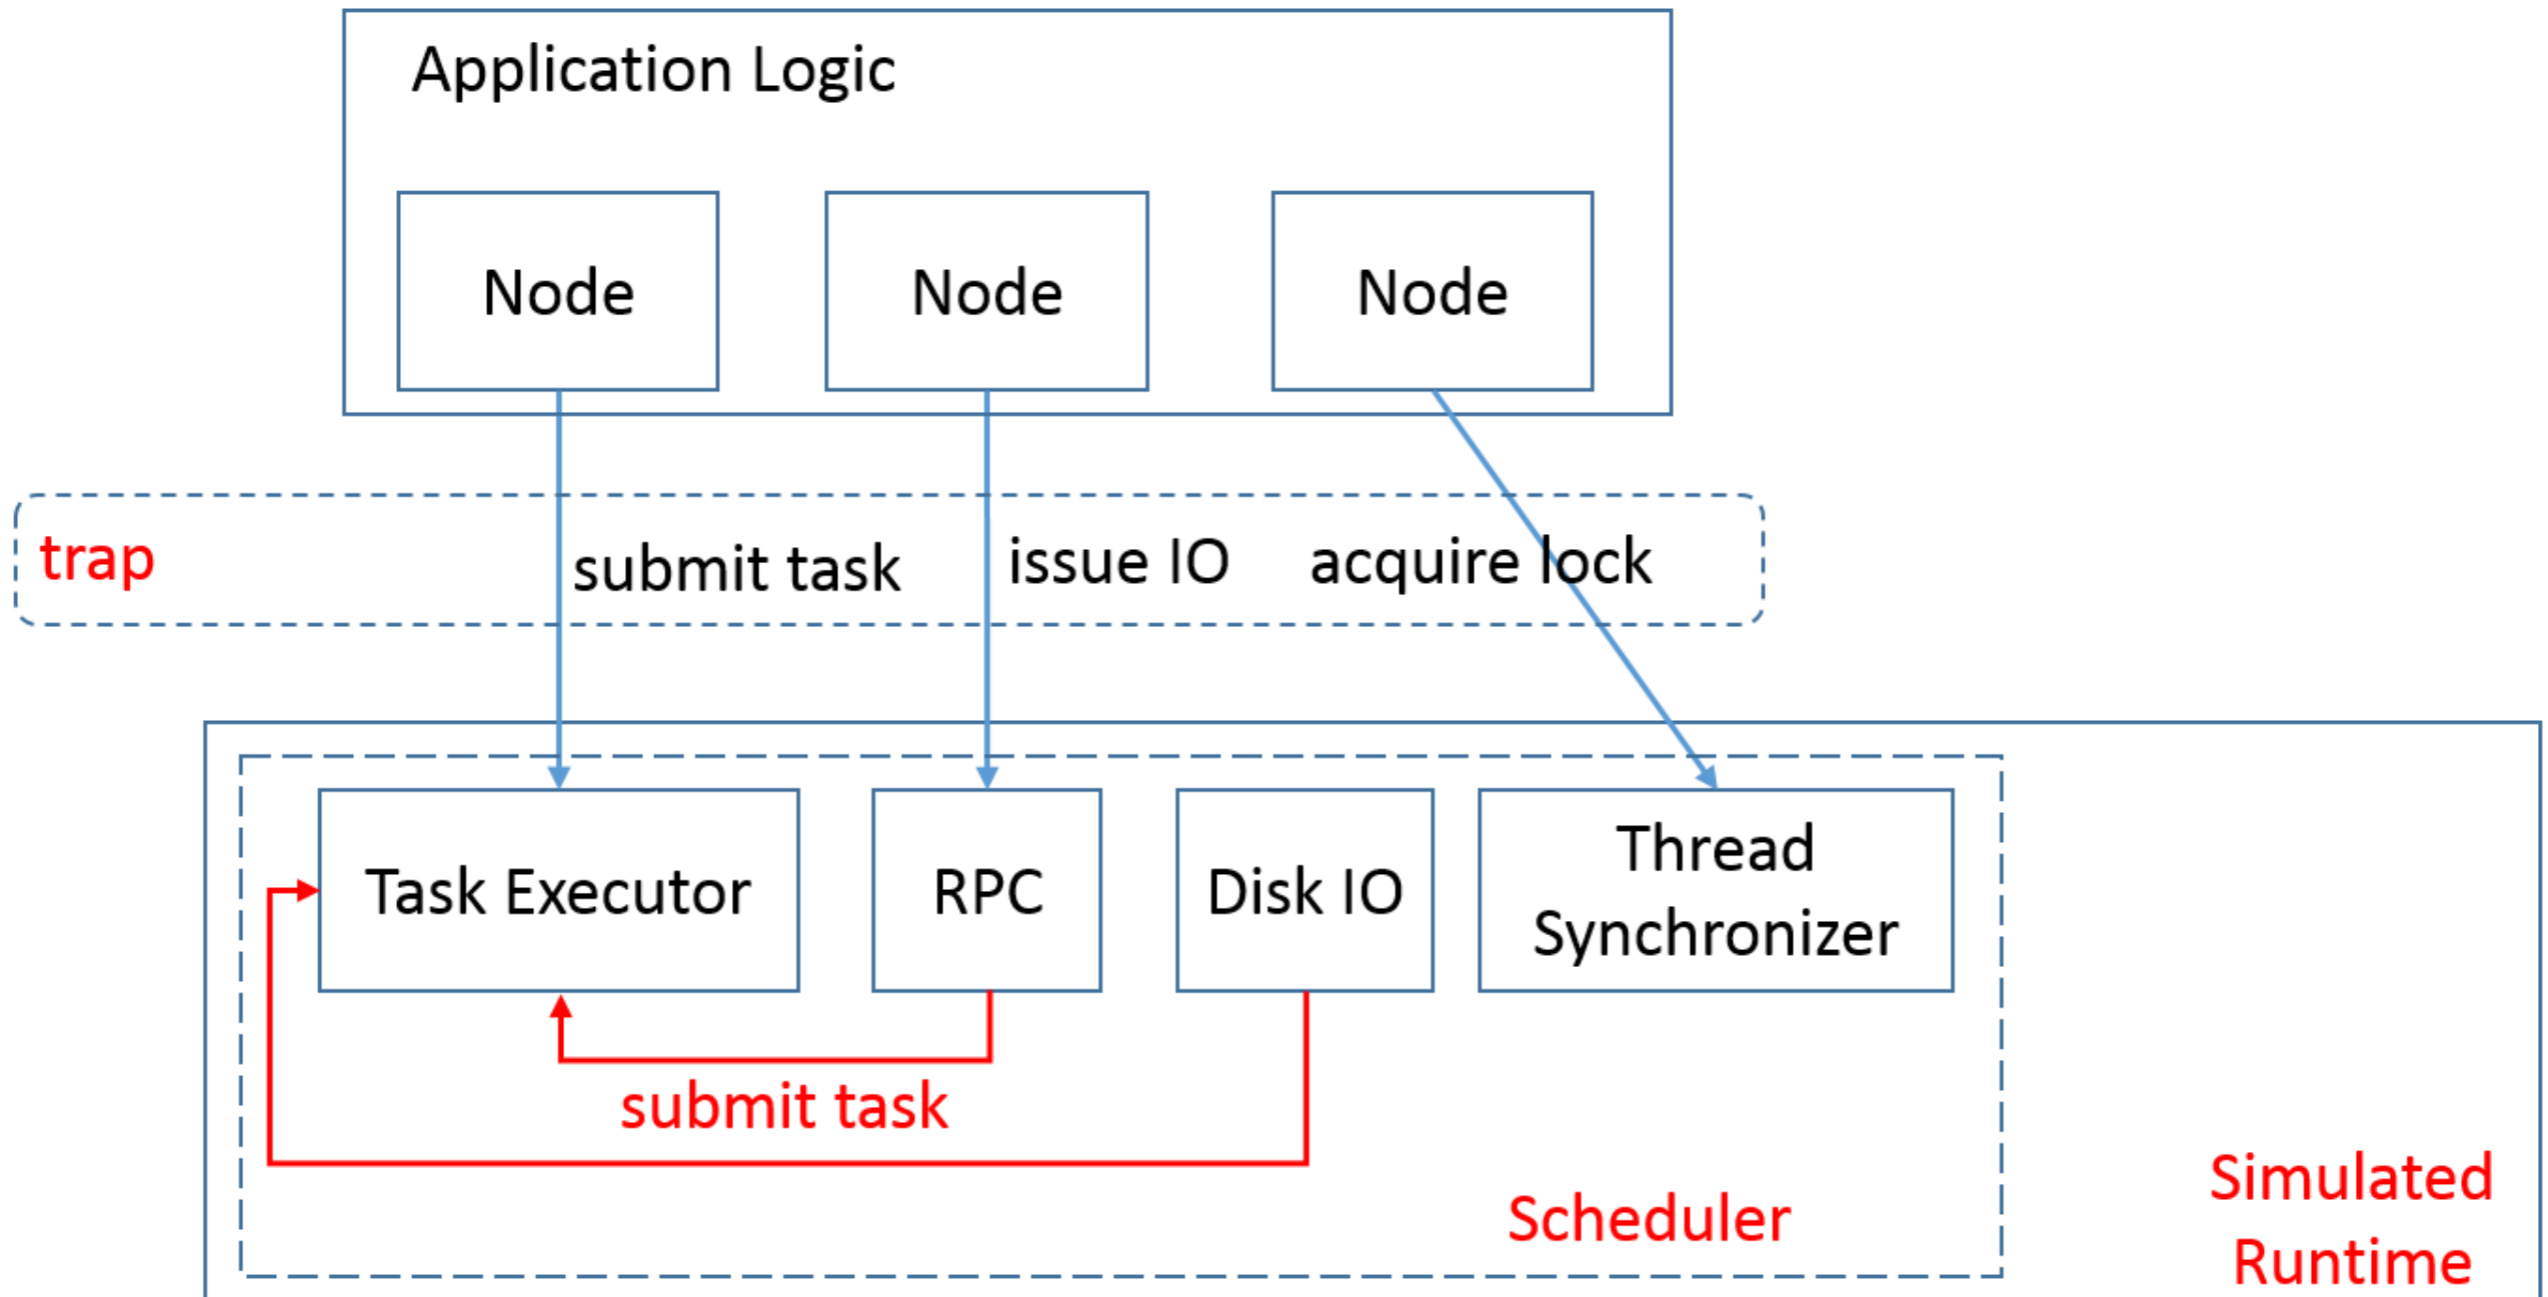 Application Logic
Node
Node
Node
trap
submit task
issue IO
acquire lock
Task Executor
RPC
Disk IO
Thread
Synchronizer
submit task
Scheduler
Simulated
Runtime